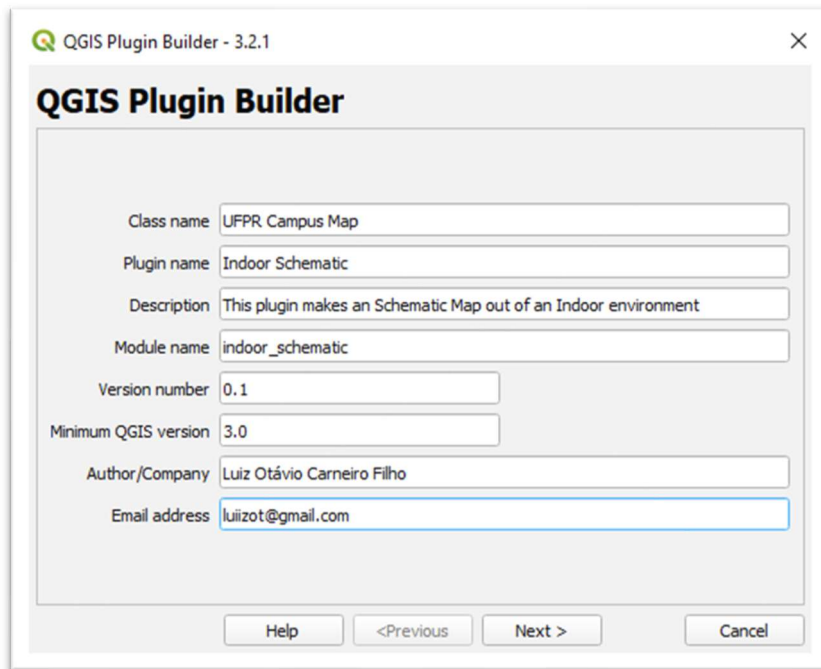 QGIS Plugin Builder - 3.2.1
QGIS Plugin Builder
Class name UFPR Campus Map
Plugin name Indoor Schematic
Description This plugin makes an Schematic Map out of an Indoor environment
Module name indoor_schematic
Version number 0.1
Minimum QGIS version 3.0
Author/Company Luiz Otávio Carneiro Filho
Email address luiizot@gmail.com
Help <Previous Next > Cancel